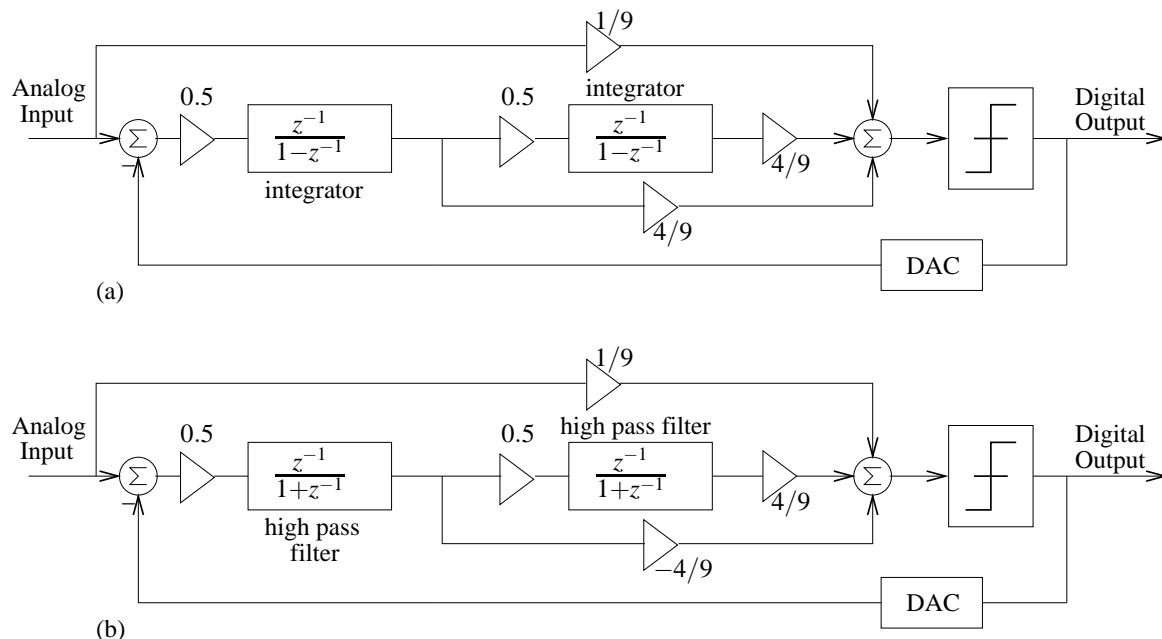 1/9
Analog
Input
0.5
z⁻¹
1−z⁻¹
integrator
0.5
integrator
z⁻¹
1−z⁻¹
4/9
4/9
Σ
−
Σ
Digital
Output
DAC
(a)
1/9
Analog
Input
0.5
z⁻¹
1+z⁻¹
high pass
filter
0.5
high pass filter
z⁻¹
1+z⁻¹
4/9
−4/9
Σ
−
Σ
Digital
Output
DAC
(b)